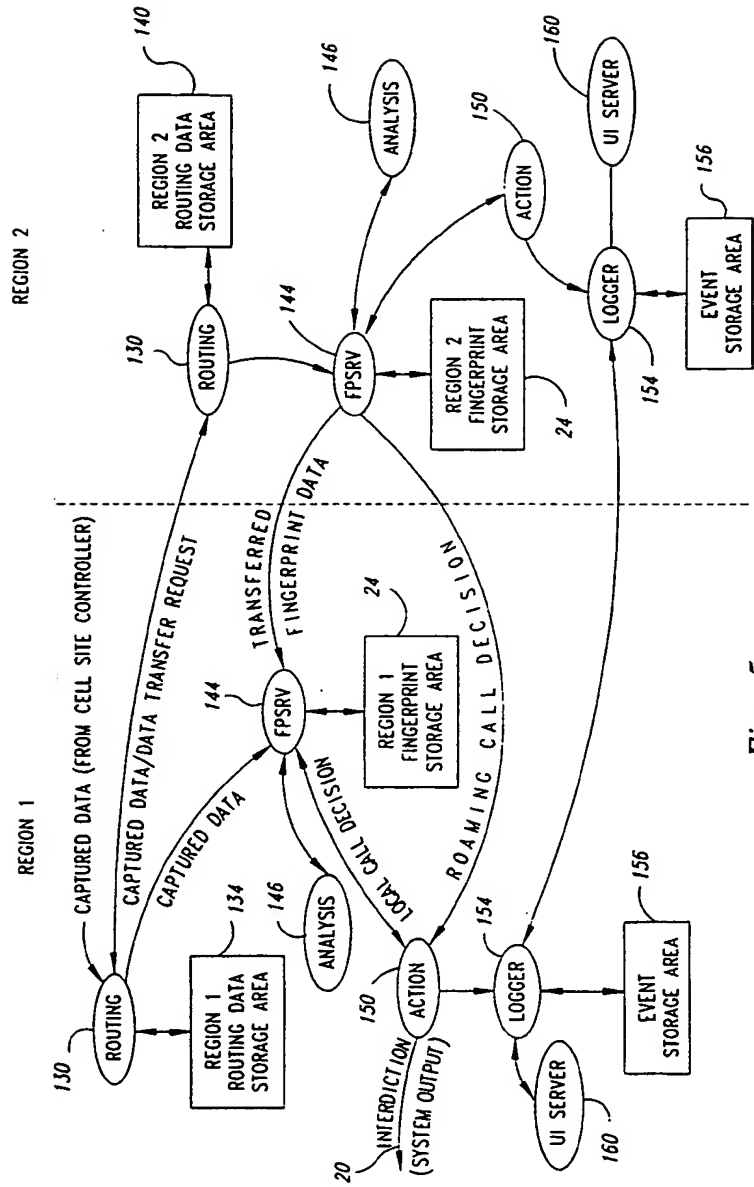 REGION 1
REGION 2
CAPTURED DATA (FROM CELL SITE CONTROLLER)
CAPTURED DATA/DATA TRANSFER REQUEST
CAPTURED DATA
130
ROUTING
134
REGION 1
ROUTING DATA
STORAGE AREA
130
ROUTING
140
REGION 2
ROUTING DATA
STORAGE AREA
144
FPSRV
TRANSFERRED
FINGERPRINT DATA
144
FPSRV
146
ANALYSIS
146
ANALYSIS
24
REGION 1
FINGERPRINT
STORAGE AREA
REGION 2
FINGERPRINT
STORAGE AREA
24
LOCAL CALL DECISION
ROAMING CALL DECISION
150
ACTION
150
ACTION
20
INTERDICTION
(SYSTEM OUTPUT)
154
LOGGER
LOGGER
154
UI SERVER
160
160
UI SERVER
156
EVENT
STORAGE AREA
156
EVENT
STORAGE AREA